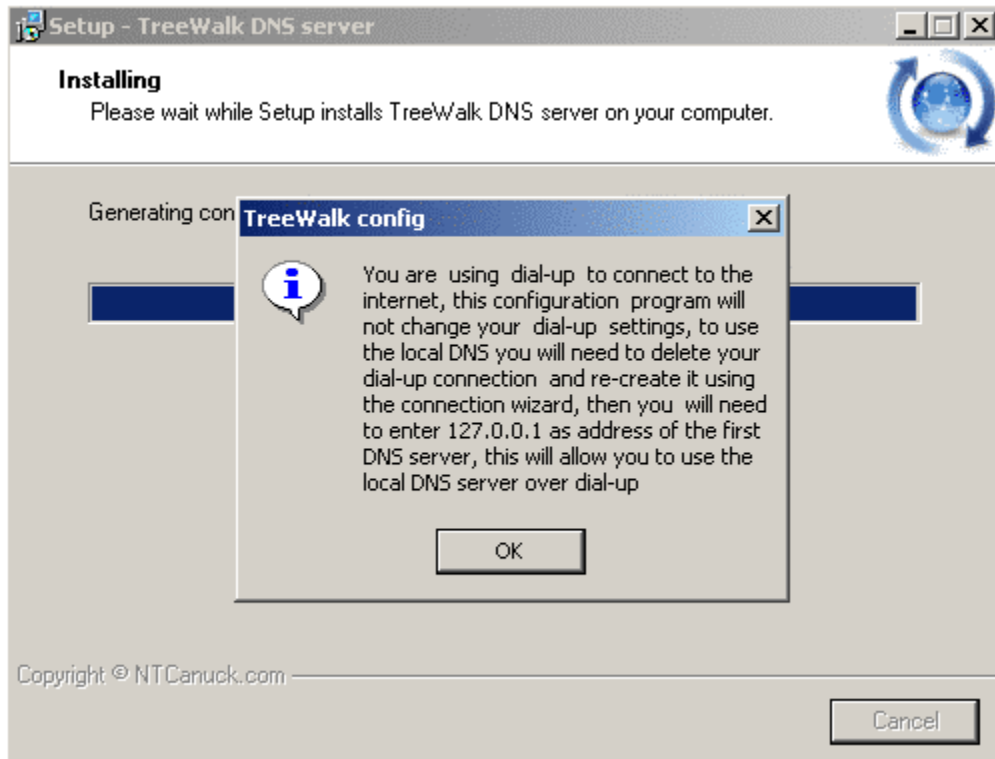 Setup - TreeWalk DNS server
Installing
Please wait while Setup installs TreeWalk DNS server on your computer.
Generating con
TreeWalk config
You are using dial-up to connect to the
internet, this configuration program will
not change your dial-up settings, to use
the local DNS you will need to delete your
dial-up connection and re-create it using
the connection wizard, then you will need
to enter 127.0.0.1 as address of the first
DNS server, this will allow you to use the
local DNS server over dial-up
OK
Copyright © NTCanuck.com
Cancel